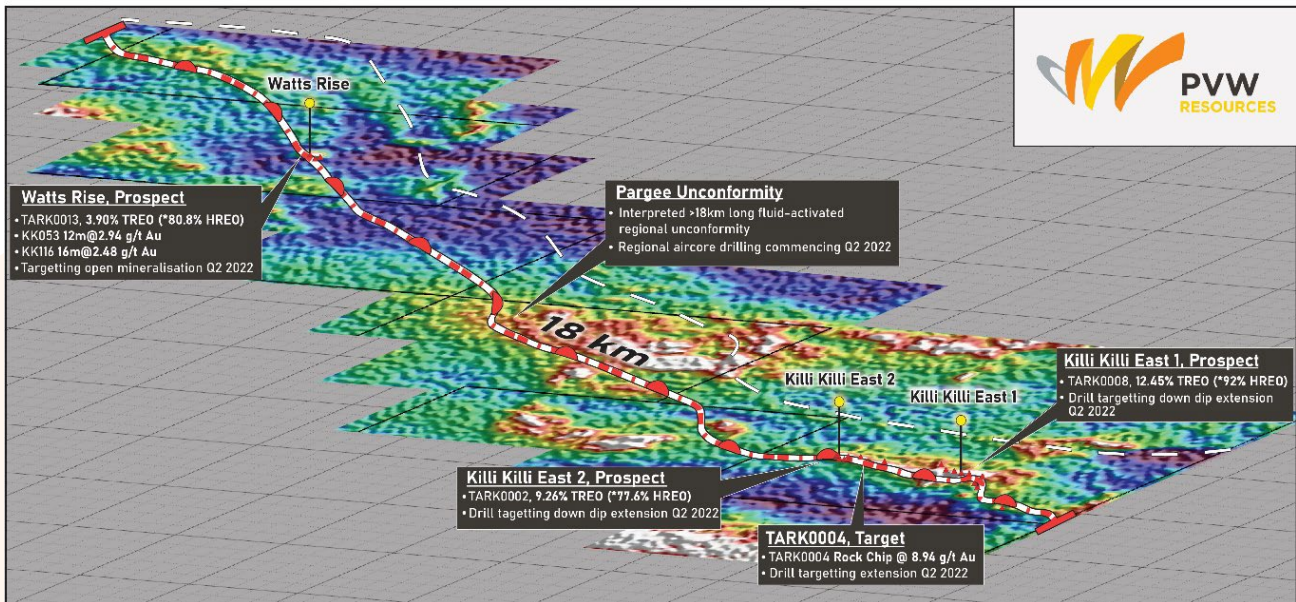 PVW
RESOURCES
Watts Rise
Watts Rise, Prospect
• TARK0013, 3.90% TREO (*80.8% HREO)
• KK053 12m@2.94 g/t Au
• KK116 16m@2.48 g/t Au
• Targetting open mineralisation Q2 2022
Pargee Unconformity
• Interpreted >18km long fluid-activated
regional unconformity
• Regional aircore drilling commencing Q2 2022
18 km
Killi Killi East 2
Killi Killi East 1
Killi Killi East 1, Prospect
• TARK0008, 12.45% TREO (*92% HREO)
• Drill targetting down dip extension
Q2 2022
Killi Killi East 2, Prospect
• TARK0002, 9.26% TREO (*77.6% HREO)
• Drill tagetting down dip extension Q2 2022
TARK0004, Target
• TARK0004 Rock Chip @ 8.94 g/t Au
• Drill targetting extension Q2 2022